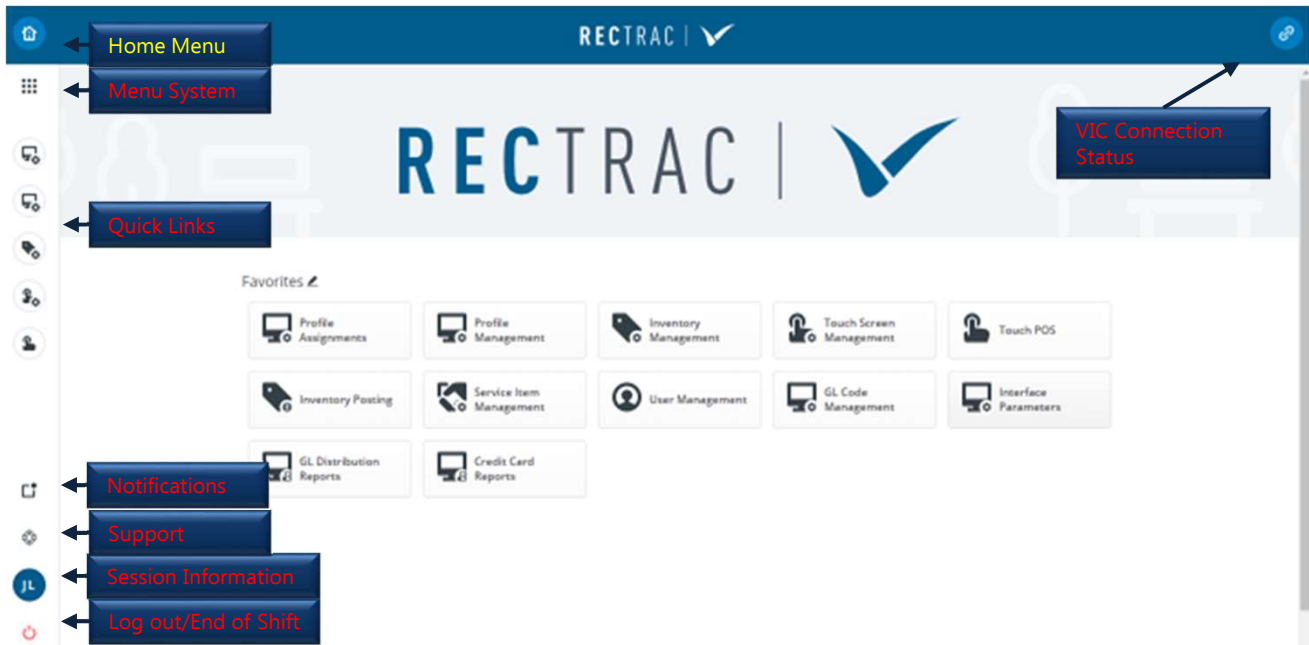 RECTRAC
Home Menu
Menu System
VIC Connection
Status
RECTRAC
Quick Links
Favorites
Profile
Assignments
Profile
Management
Inventory
Management
Touch Screen
Management
Touch POS
Inventory Posting
Service Item
Management
User Management
GL Code
Management
Interface
Parameters
GL Distribution
Reports
Credit Card
Reports
Notifications
Support
Session Information
JL
Log out/End of Shift